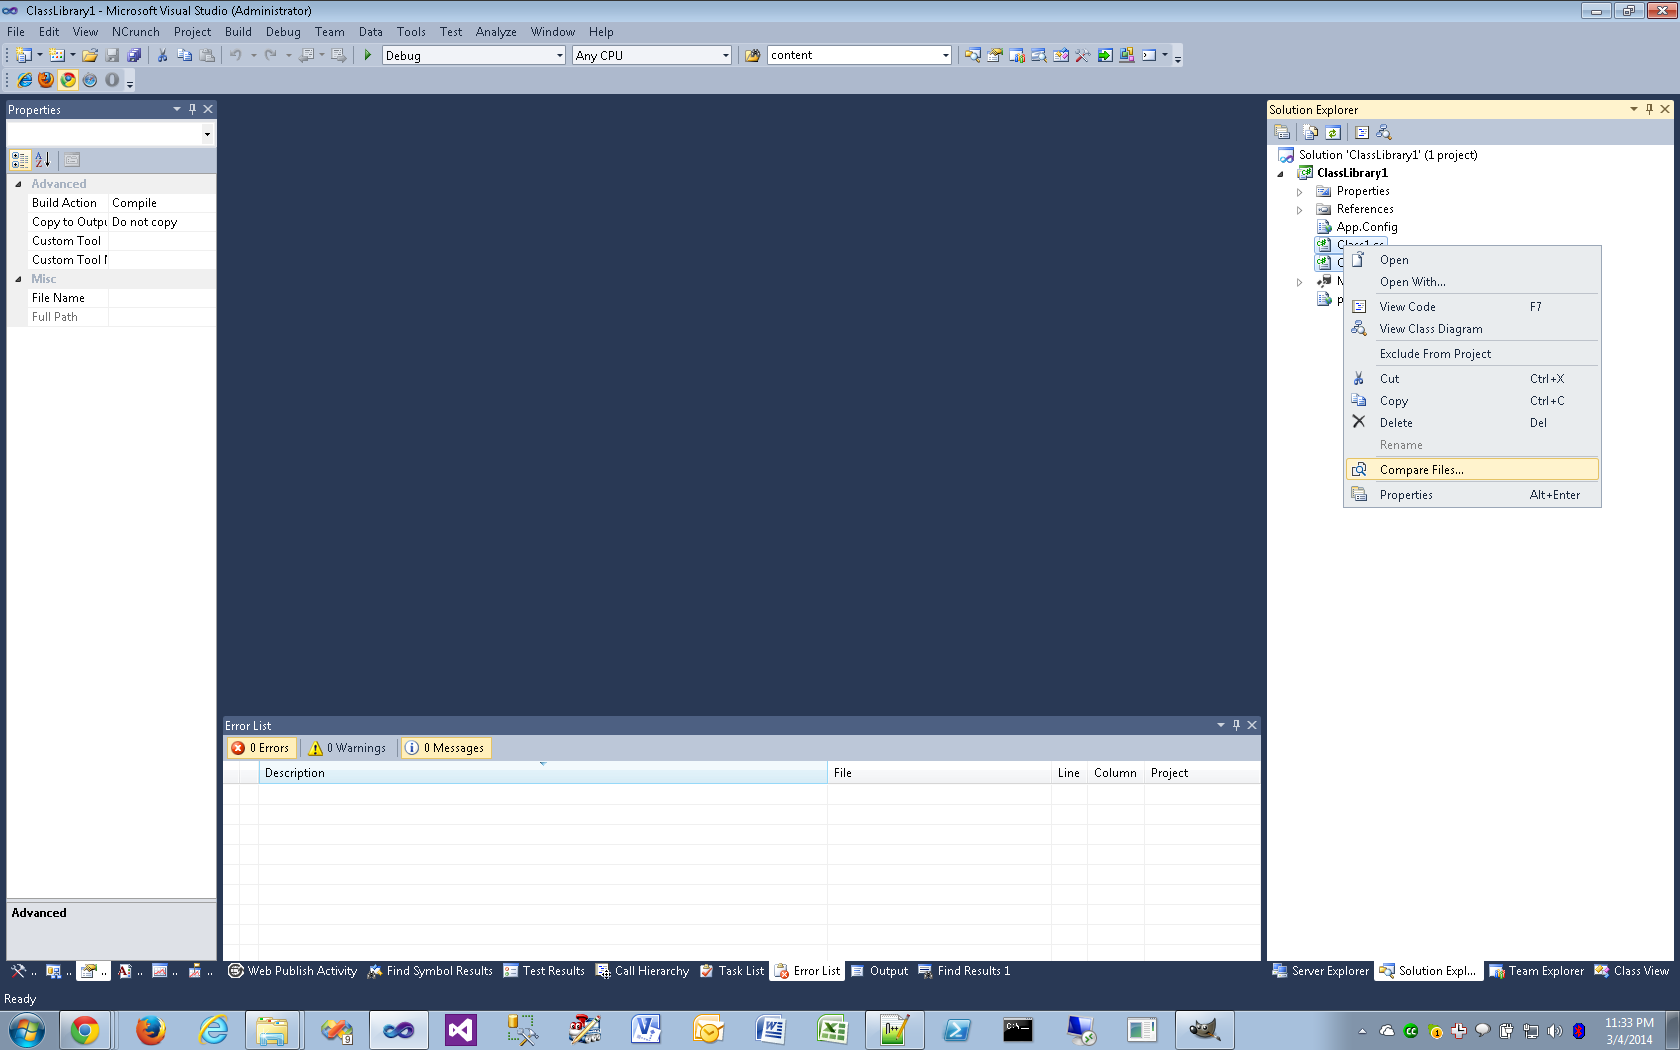 ClassLibrary1 - Microsoft Visual Studio (Administrator)
File Edit View NCrunch Project Build Debug Team Data Tools Test Analyze Window Help
Debug Any CPU content
Properties
Advanced
Build Action Compile
Copy to Outpu Do not copy
Custom Tool
Custom Tool
Misc
File Name
Full Path
Advanced
Solution Explorer
Solution 'ClassLibrary1' (1 project)
ClassLibrary1
Properties
References
App.Config
Class1.cs
Open
Open With...
View Code F7
View Class Diagram
Exclude From Project
Cut Ctrl+X
Copy Ctrl+C
Delete Del
Rename
Compare Files...
Properties Alt+Enter
Error List
0 Errors 0 Warnings 0 Messages
Description File Line Column Project
Web Publish Activity Find Symbol Results Test Results Call Hierarchy Task List Error List Output Find Results 1
Server Explorer Solution Expl... Team Explorer Class View
Ready
11:33 PM
3/4/2014